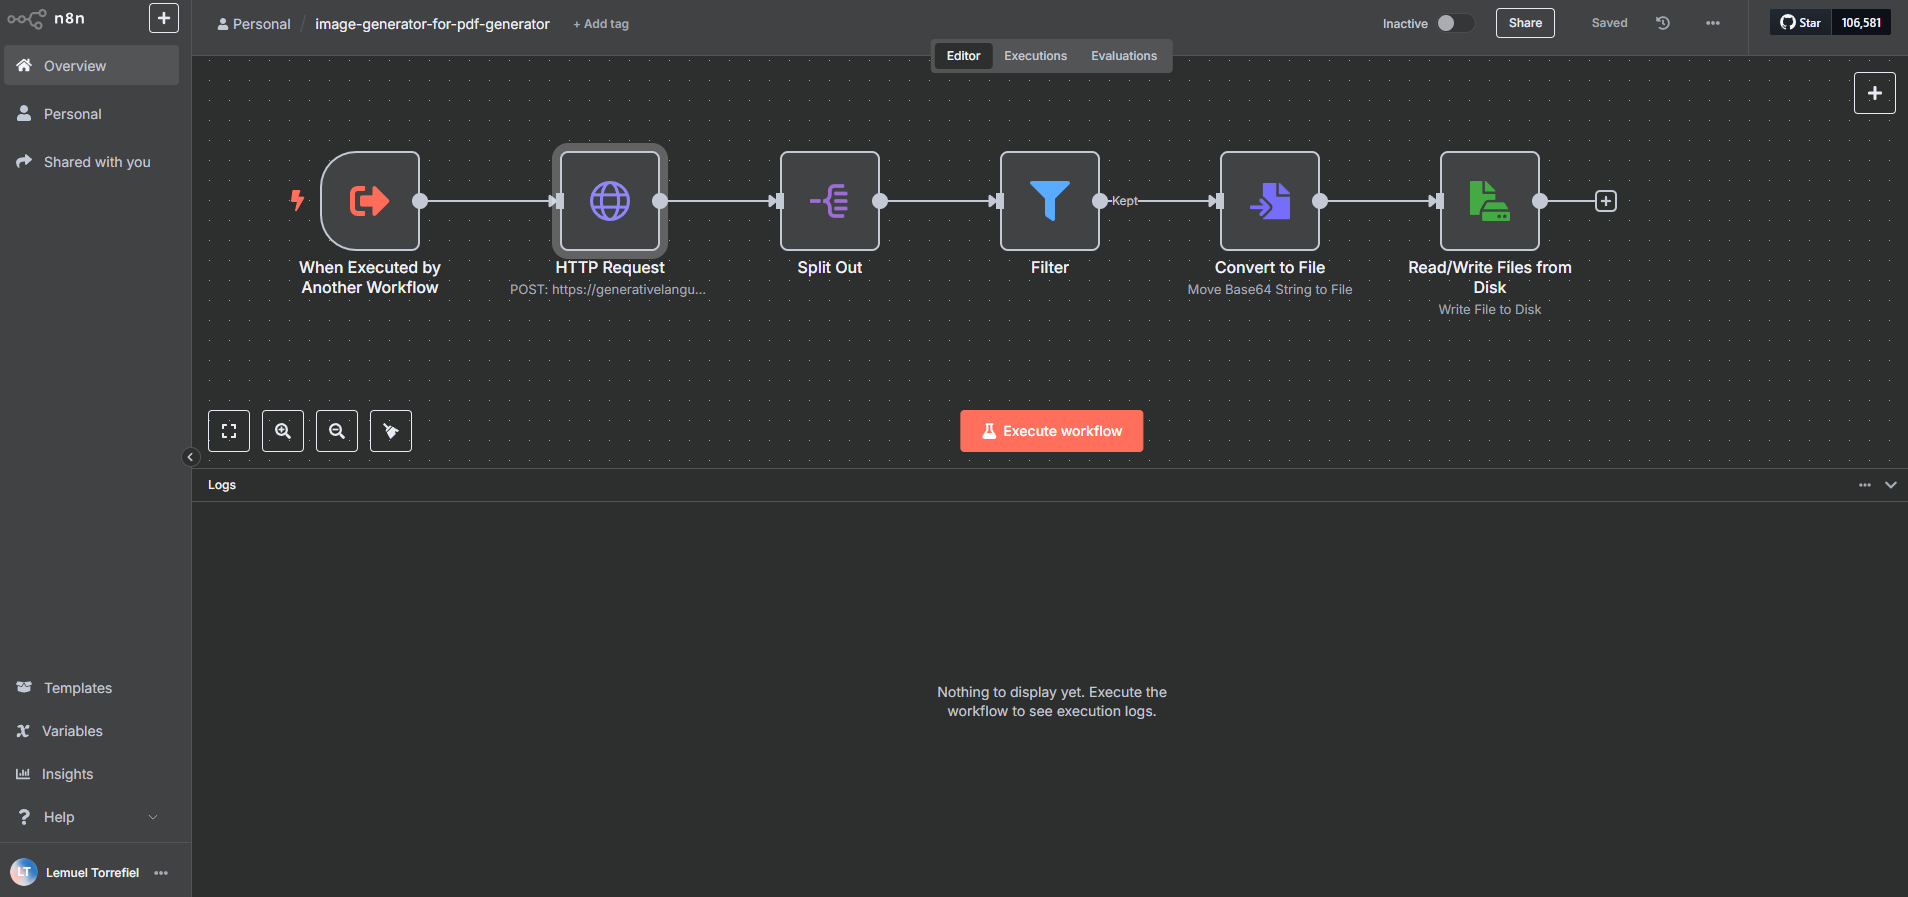 n8n
Personal / image-generator-for-pdf-generator + Add tag
Inactive
Share
Saved
Star 106,581
Editor Executions Evaluations
Overview
Personal
Shared with you
Kept
When Executed by
Another Workflow
HTTP Request
POST: https://generativelangu...
Split Out
Filter
Convert to File
Move Base64 String to File
Read/Write Files from
Disk
Write File to Disk
Execute workflow
Logs
Nothing to display yet. Execute the
workflow to see execution logs.
Templates
Variables
Insights
Help
LT Lemuel Torrefiel